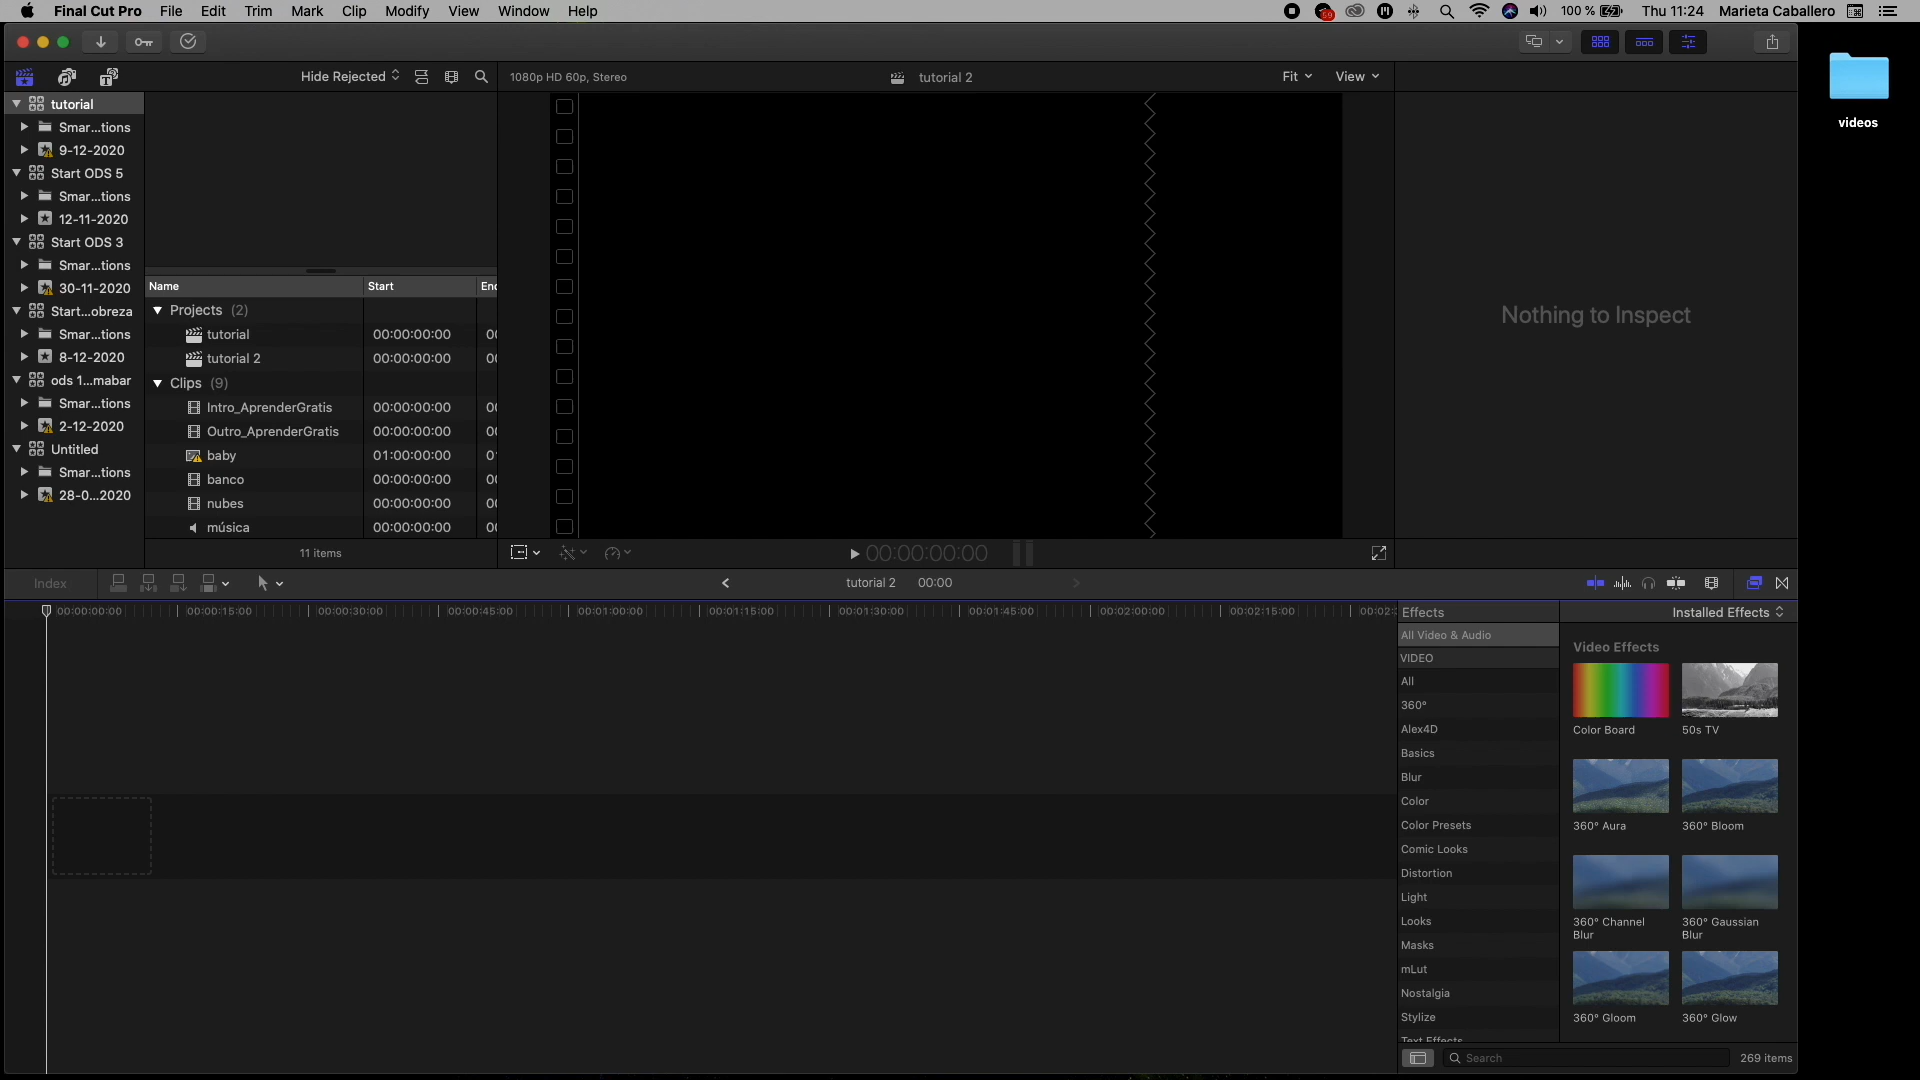 Final Cut Pro File Edit Trim Mark Clip Modify View Window Help 59 100 % Thu 11:24 Marieta Caballero
Hide Rejected 1080p HD 60p, Stereo tutorial 2 Fit View
videos
tutorial
Smar...tions
9-12-2020
Start ODS 5
Smar...tions
12-11-2020
Start ODS 3
Smar...tions
30-11-2020
Start...obreza
Smar...tions
8-12-2020
ods 1...mabar
Smar...tions
2-12-2020
Untitled
Smar...tions
28-0...2020
Name Start Enc
Projects (2)
tutorial 00:00:00:00 00
tutorial 2 00:00:00:00 00
Clips (9)
Intro_AprenderGratis 00:00:00:00 00
Outro_AprenderGratis 00:00:00:00 00
baby 01:00:00:00 0
banco 00:00:00:00 00
nubes 00:00:00:00 00
música 00:00:00:00 00
11 items
Nothing to Inspect
00:00:00:00
Index tutorial 2 00:00
00:00:00:00 00:00:15:00 00:00:30:00 00:00:45:00 00:01:00:00 00:01:15:00 00:01:30:00 00:01:45:00 00:02:00:00 00:02:15:00 00:02:
Effects Installed Effects
All Video & Audio
VIDEO
All
360°
Alex4D
Basics
Blur
Color
Color Presets
Comic Looks
Distortion
Light
Looks
Masks
mLut
Nostalgia
Stylize
Text Effects
Video Effects
Color Board 50s TV
360° Aura 360° Bloom
360° Channel Blur 360° Gaussian Blur
360° Gloom 360° Glow
Search 269 items